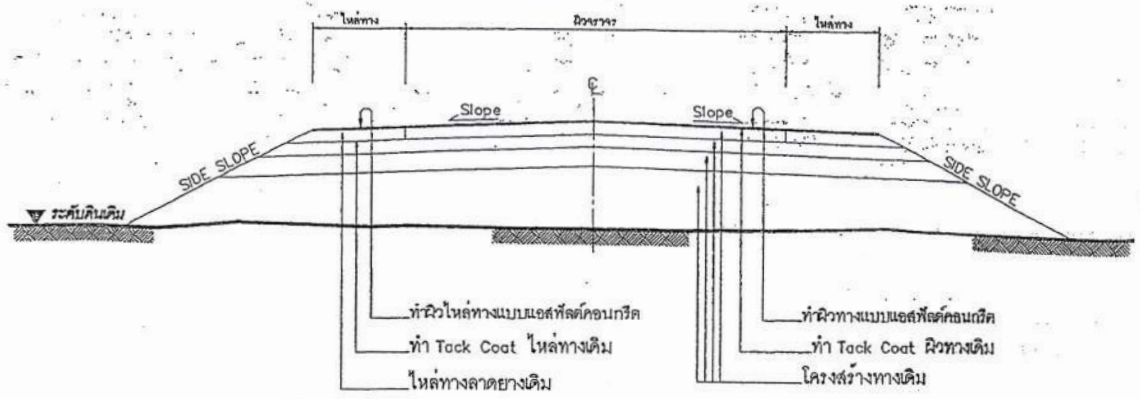 ไหล่ทาง ผิวจราจร ไหล่ทาง
℄
Slope Slope
SIDE SLOPE SIDE SLOPE
ระดับดินเดิม
ทำผิวไหล่ทางแบบแอสฟัลต์คอนกรีต ทำผิวทางแบบแอสฟัลต์คอนกรีต
ทำ Tack Coat ไหล่ทางเดิม ทำ Tack Coat ผิวทางเดิม
ไหล่ทางลาดยางเดิม โครงสร้างทางเดิม